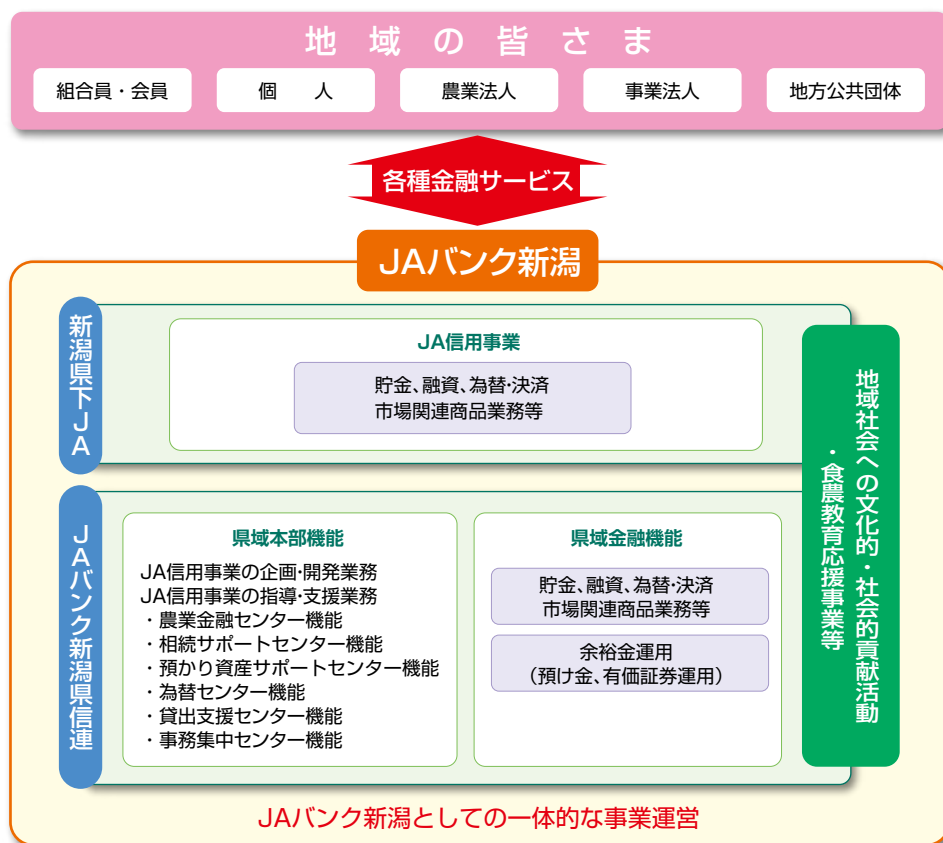 地域の皆さま
組合員・会員
個　人
農業法人
事業法人
地方公共団体
各種金融サービス
JAバンク新潟
新潟県下JA
JA信用事業
貯金、融資、為替・決済
市場関連商品業務等
JAバンク新潟県信連
県域本部機能
JA信用事業の企画・開発業務
JA信用事業の指導・支援業務
・農業金融センター機能
・相続サポートセンター機能
・預かり資産サポートセンター機能
・為替センター機能
・貸出支援センター機能
・事務集中センター機能
県域金融機能
貯金、融資、為替・決済
市場関連商品業務等
余裕金運用
（預け金、有価証券運用）
地域社会への文化的・社会的貢献活動
・食農教育応援事業等
JAバンク新潟としての一体的な事業運営